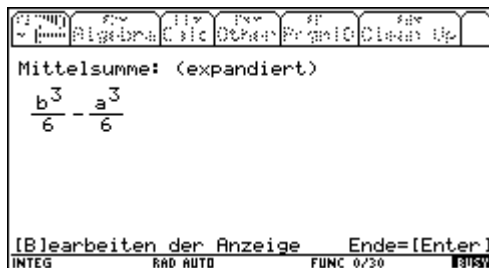 Algebra Calc Other PrgmIO Clean Up
Mittelsumme: (expandiert)
b³/6 - a³/6
[B]earbeiten der Anzeige Ende=[Enter]
INTEG RAD AUTO FUNC 0/30 BUSY